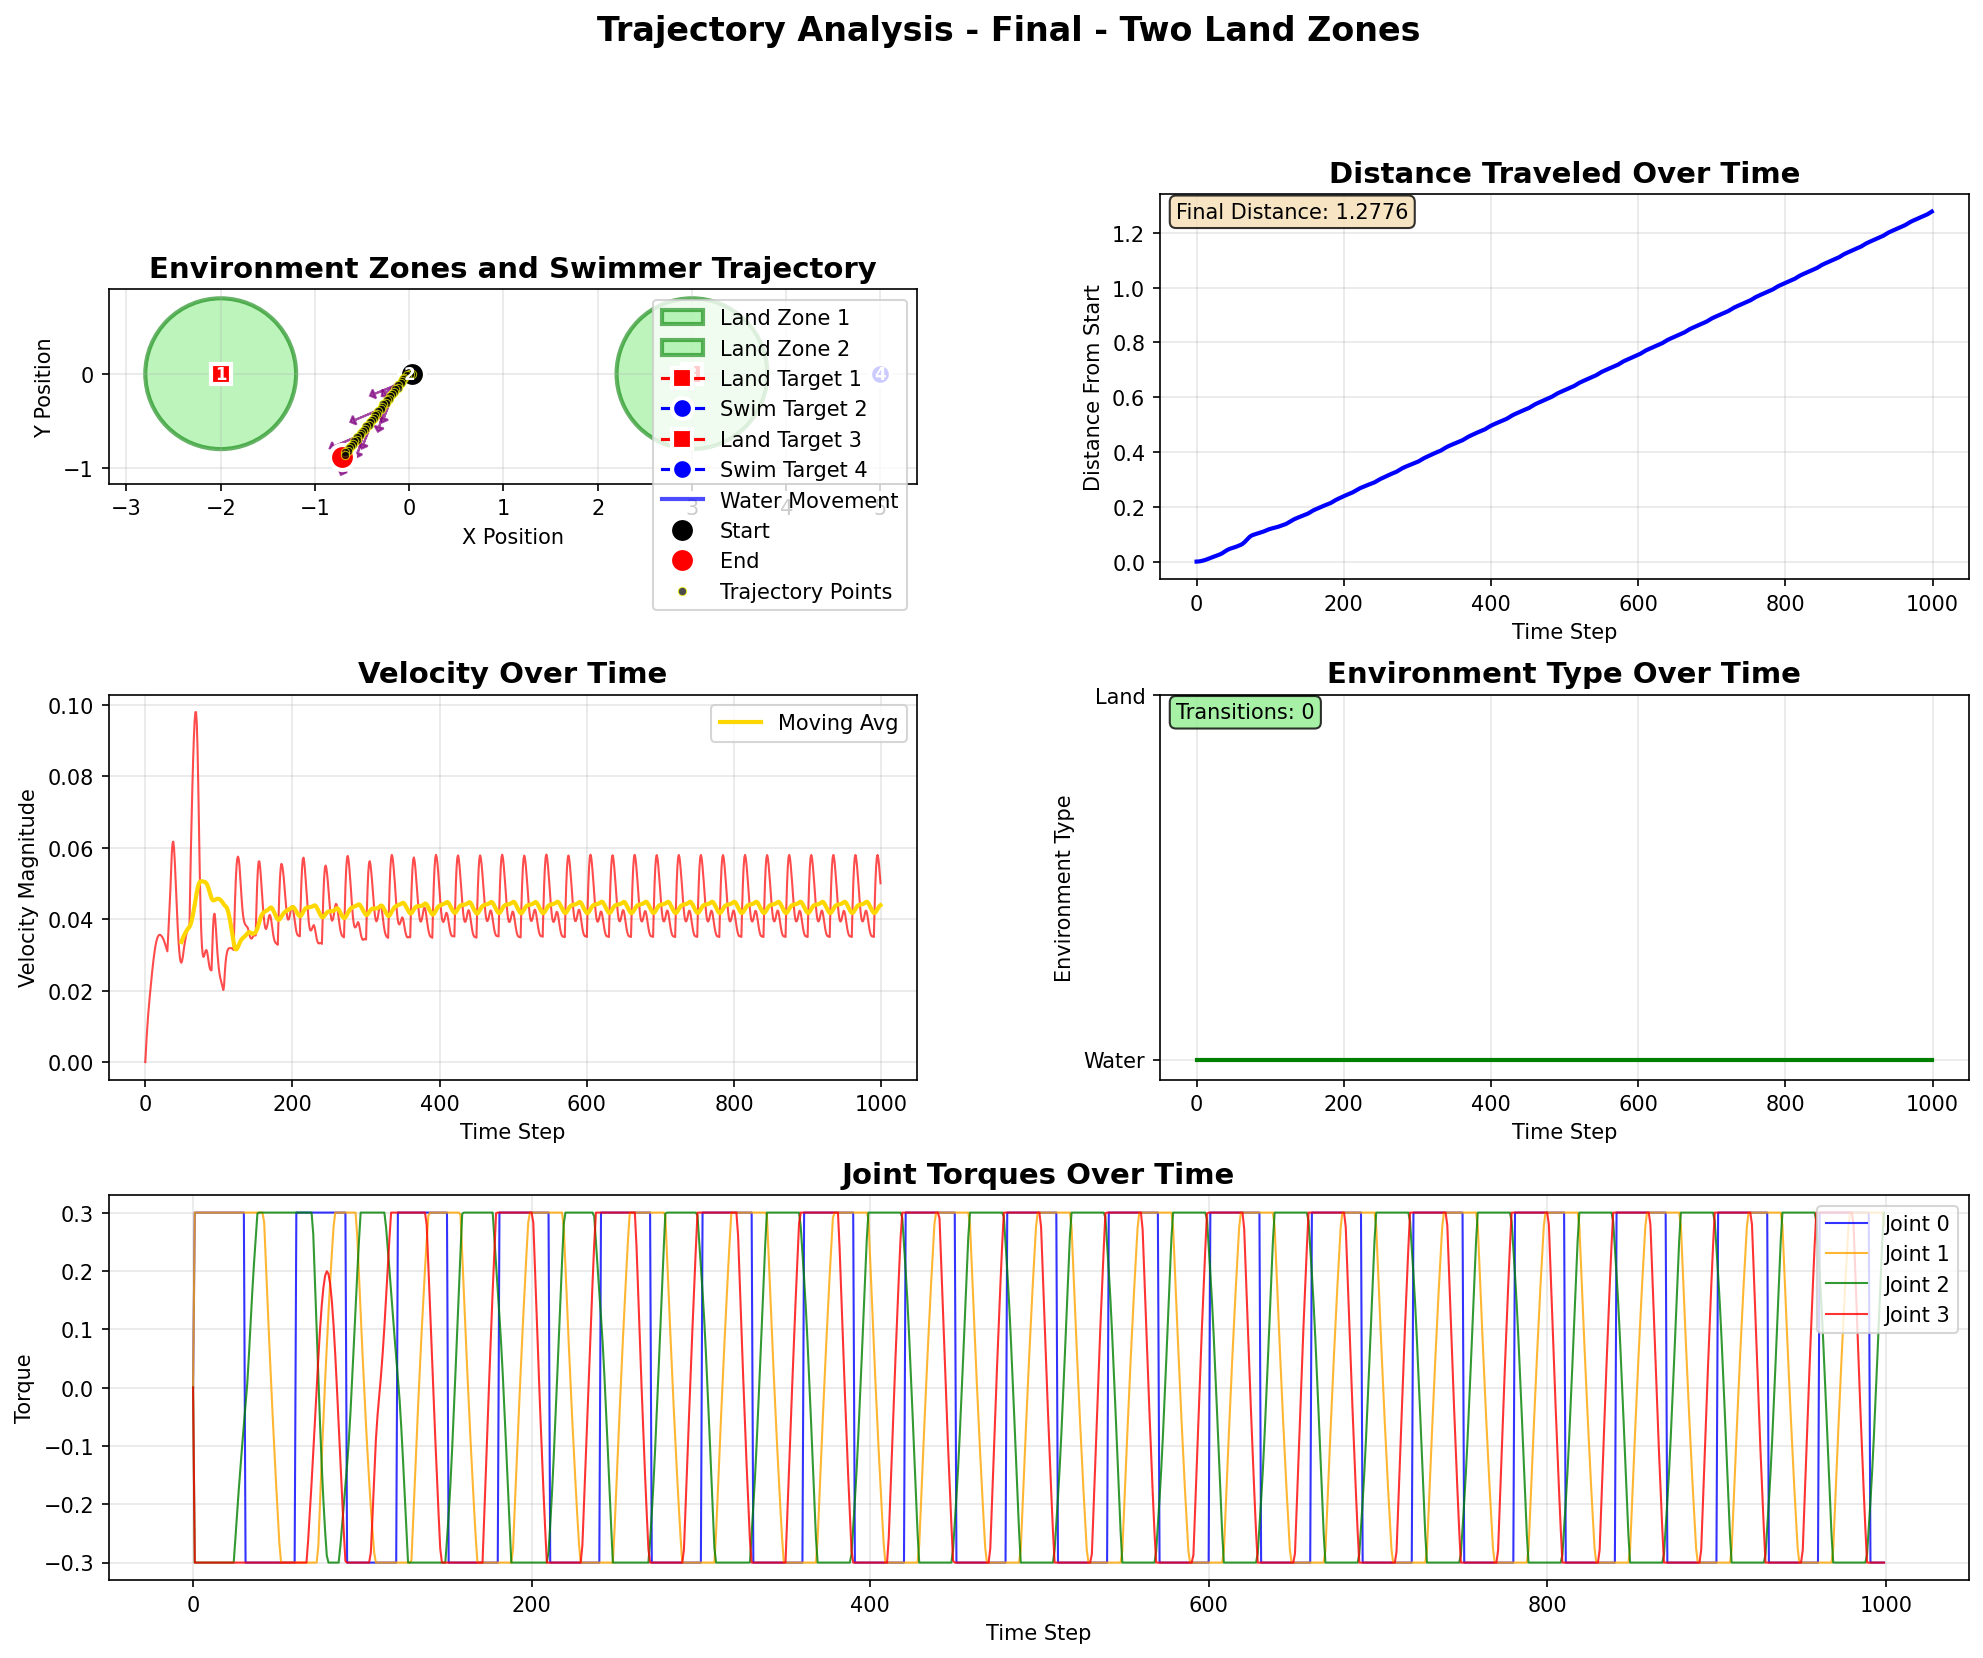 Trajectory Analysis - Final - Two Land Zones
Environment Zones and Swimmer Trajectory
Y Position
0
−1
1
2
4
−3
−2
−1
0
1
2
3
4
5
X Position
Land Zone 1
Land Zone 2
Land Target 1
Swim Target 2
Land Target 3
Swim Target 4
Water Movement
Start
End
Trajectory Points
Distance Traveled Over Time
Final Distance: 1.2776
Distance From Start
1.2
1.0
0.8
0.6
0.4
0.2
0.0
0
200
400
600
800
1000
Time Step
Velocity Over Time
Moving Avg
Velocity Magnitude
0.10
0.08
0.06
0.04
0.02
0.00
0
200
400
600
800
1000
Time Step
Environment Type Over Time
Transitions: 0
Environment Type
Land
Water
0
200
400
600
800
1000
Time Step
Joint Torques Over Time
Torque
0.3
0.2
0.1
0.0
−0.1
−0.2
−0.3
Joint 0
Joint 1
Joint 2
Joint 3
0
200
400
600
800
1000
Time Step